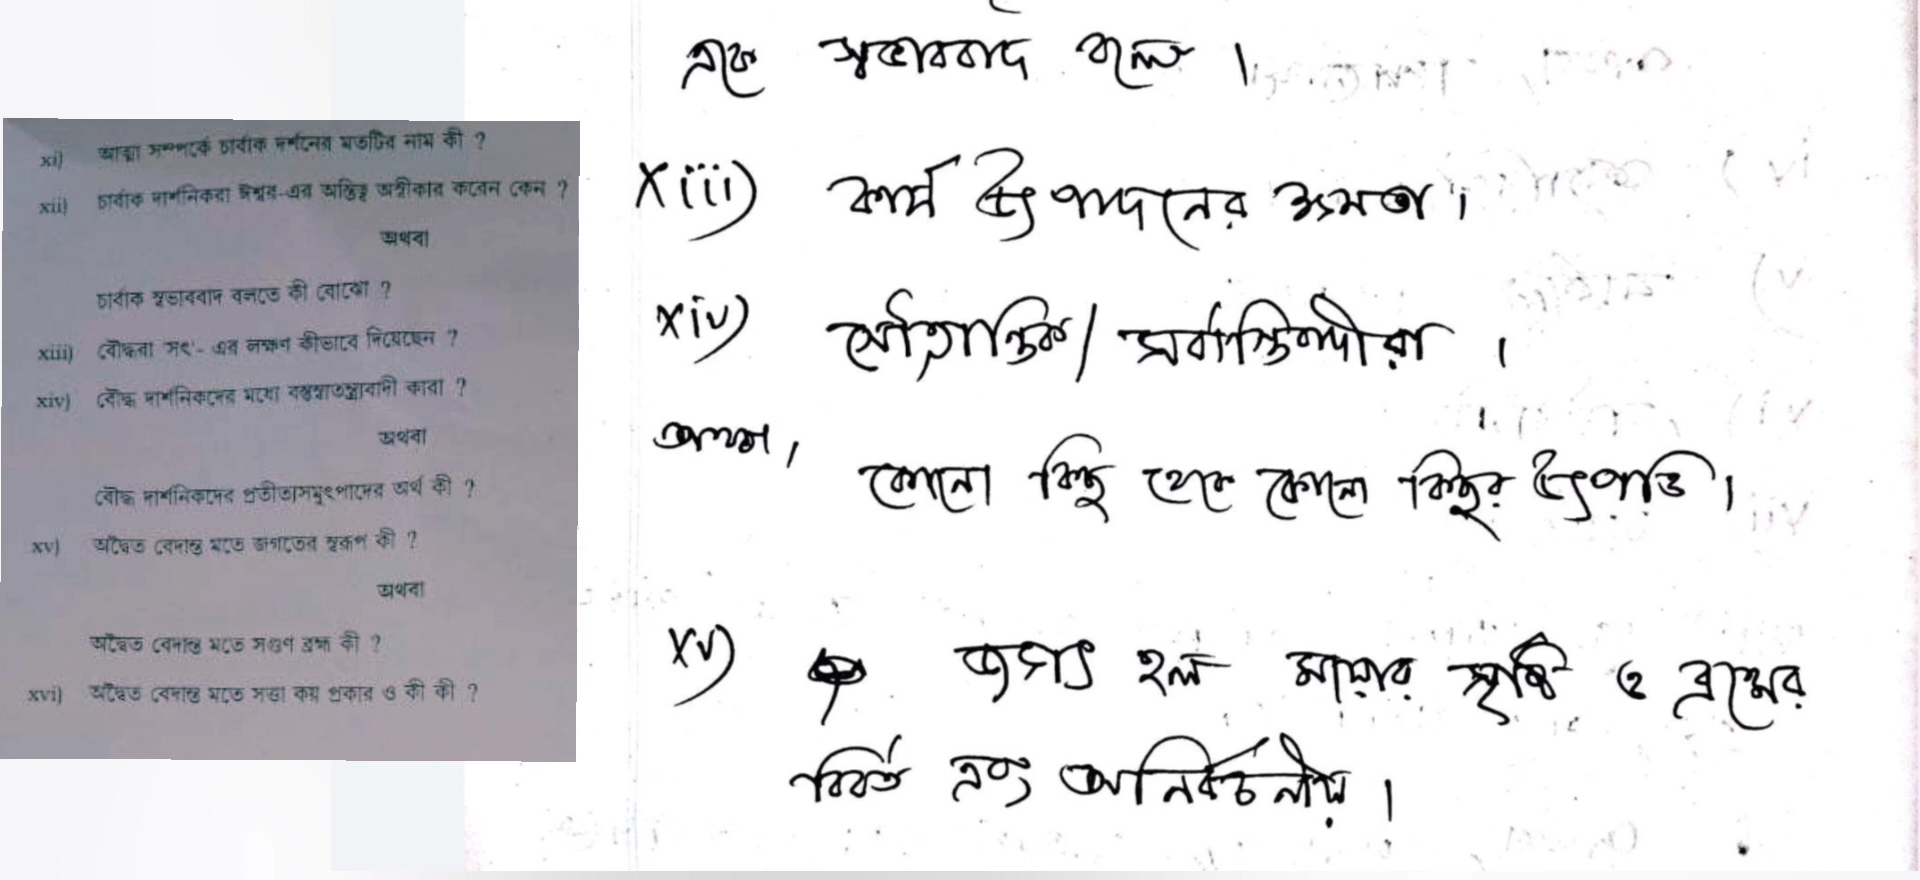 xi) আত্মা সম্পর্কে চার্বাক দর্শনের মতটির নাম কী ?
xii) চার্বাক দার্শনিকরা ঈশ্বর-এর অস্তিত্ব অস্বীকার করেন কেন ?
অথবা
চার্বাক স্বভাববাদ বলতে কী বোঝো ?
xiii) বৌদ্ধরা 'সৎ'- এর লক্ষণ কীভাবে দিয়েছেন ?
xiv) বৌদ্ধ দার্শনিকদের মধ্যে বস্তুস্বাতন্ত্র্যবাদী কারা ?
অথবা
বৌদ্ধ দার্শনিকদের প্রতীত্যসমুৎপাদের অর্থ কী ?
xv) অদ্বৈত বেদান্ত মতে জগতের স্বরূপ কী ?
অথবা
অদ্বৈত বেদান্ত মতে সগুণ ব্রহ্ম কী ?
xvi) অদ্বৈত বেদান্ত মতে সত্তা কয় প্রকার ও কী কী ?
একে স্বভাববাদ বলে ।
xiii) কার্য উৎপাদনের ক্ষমতা ।
xiv) সৌত্রান্তিক / সর্বাস্তিবাদীরা ।
অথবা,
কোনো কিছু থেকে কোনো কিছুর উৎপত্তি ।
xv) জগৎ হল মায়ার সৃষ্টি ও ব্রহ্মের
বিবর্ত এবং অনির্বচনীয় ।